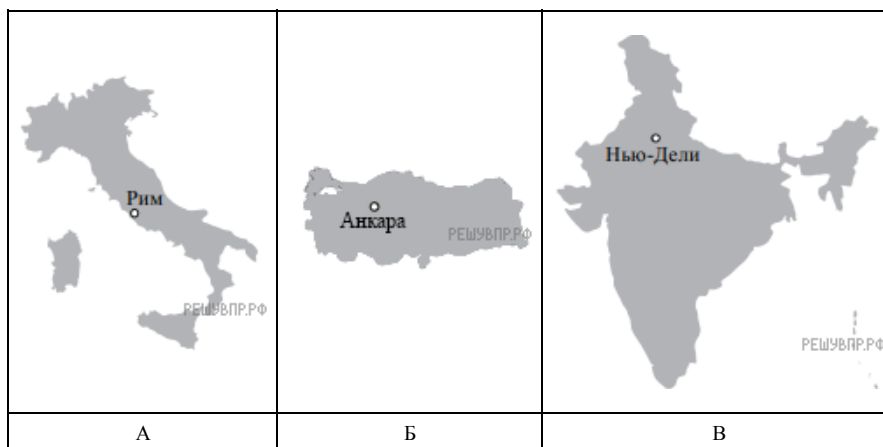 Рим
РЕШУВПР.РФ
Анкара
РЕШУВПР.РФ
Нью-Дели
РЕШУВПР.РФ
А
Б
В